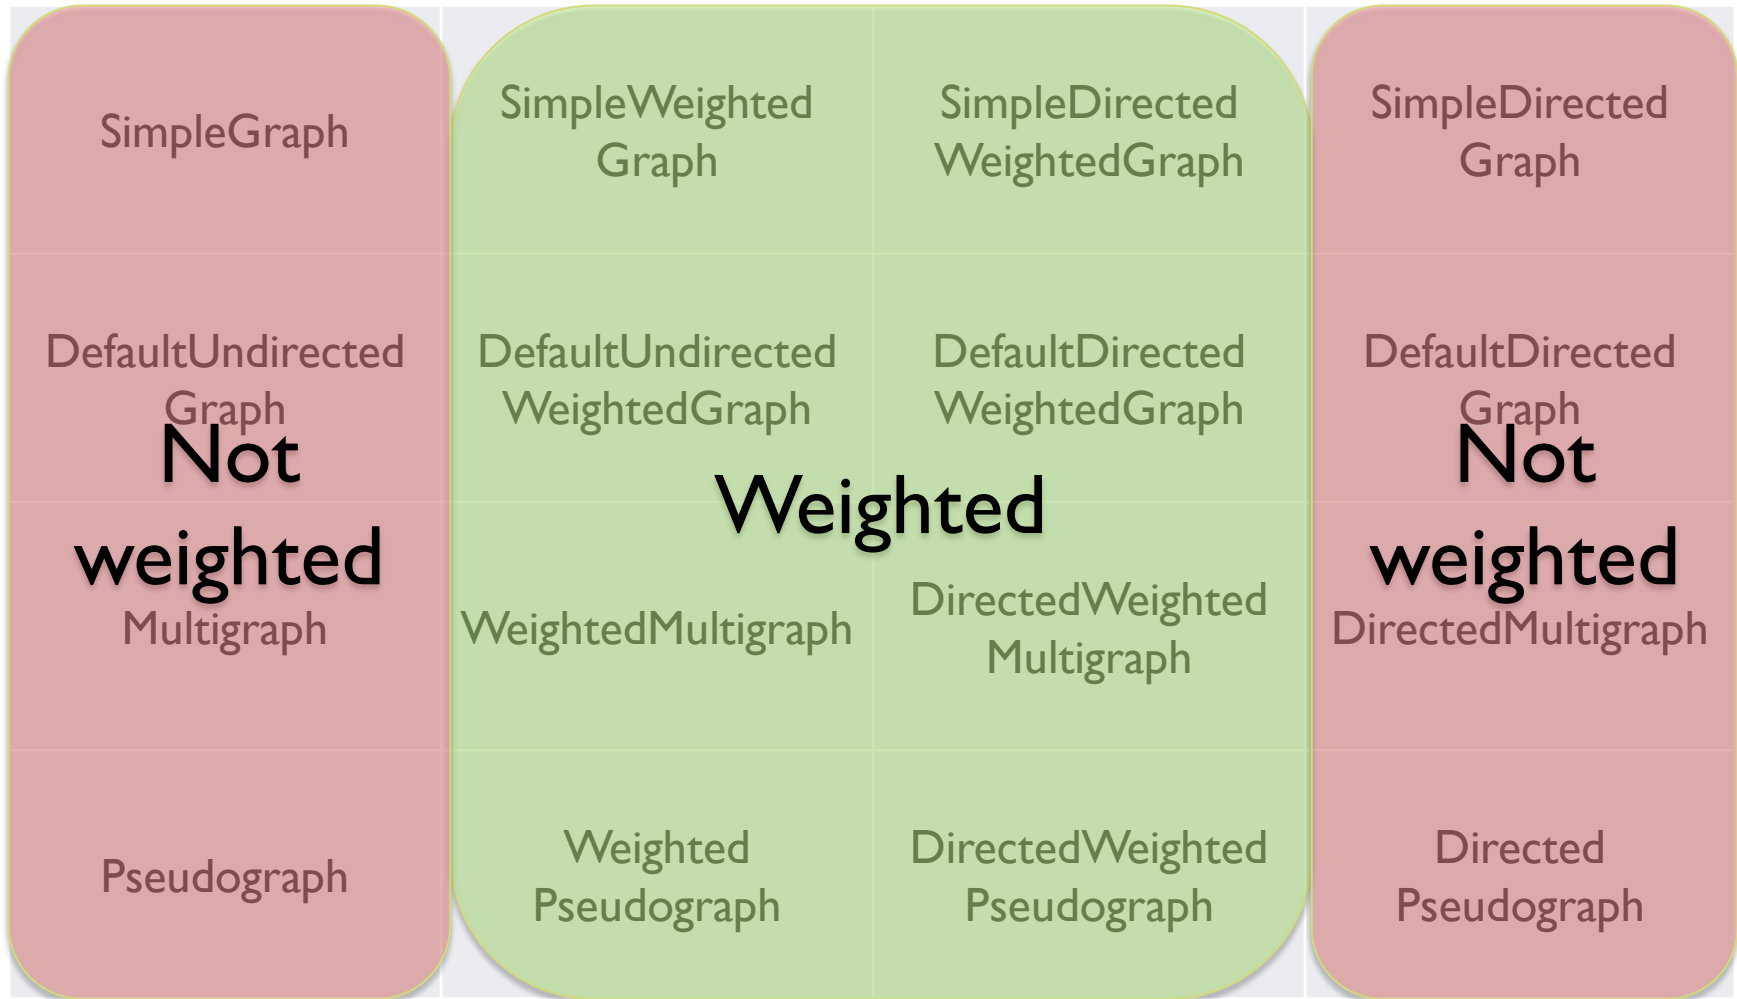 SimpleGraph
SimpleWeighted
Graph
SimpleDirected
WeightedGraph
SimpleDirected
Graph
DefaultUndirected
Graph
DefaultUndirected
WeightedGraph
DefaultDirected
WeightedGraph
DefaultDirected
Graph
Not
weighted
Weighted
Not
weighted
Multigraph
WeightedMultigraph
DirectedWeighted
Multigraph
DirectedMultigraph
Pseudograph
Weighted
Pseudograph
DirectedWeighted
Pseudograph
Directed
Pseudograph